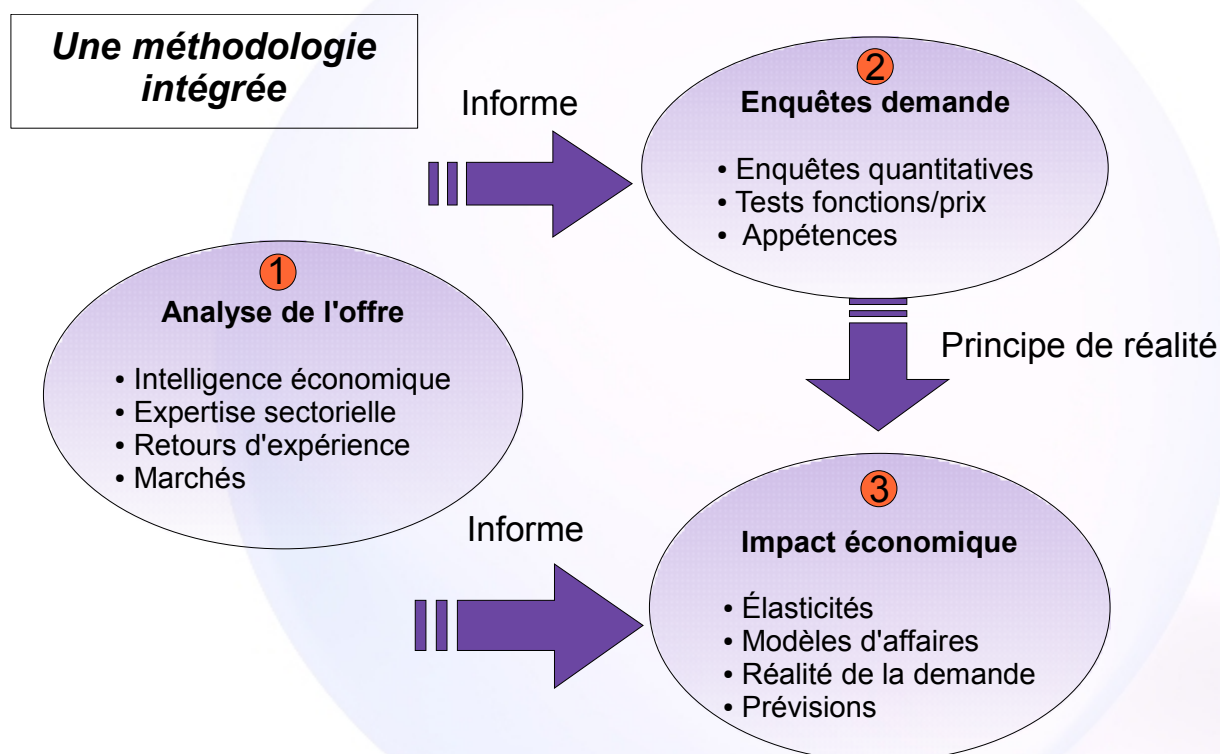 Une méthodologie
intégrée
Informe
2
Enquêtes demande
• Enquêtes quantitatives
• Tests fonctions/prix
• Appétences
1
Analyse de l'offre
• Intelligence économique
• Expertise sectorielle
• Retours d'expérience
• Marchés
Principe de réalité
Informe
3
Impact économique
• Élasticités
• Modèles d'affaires
• Réalité de la demande
• Prévisions